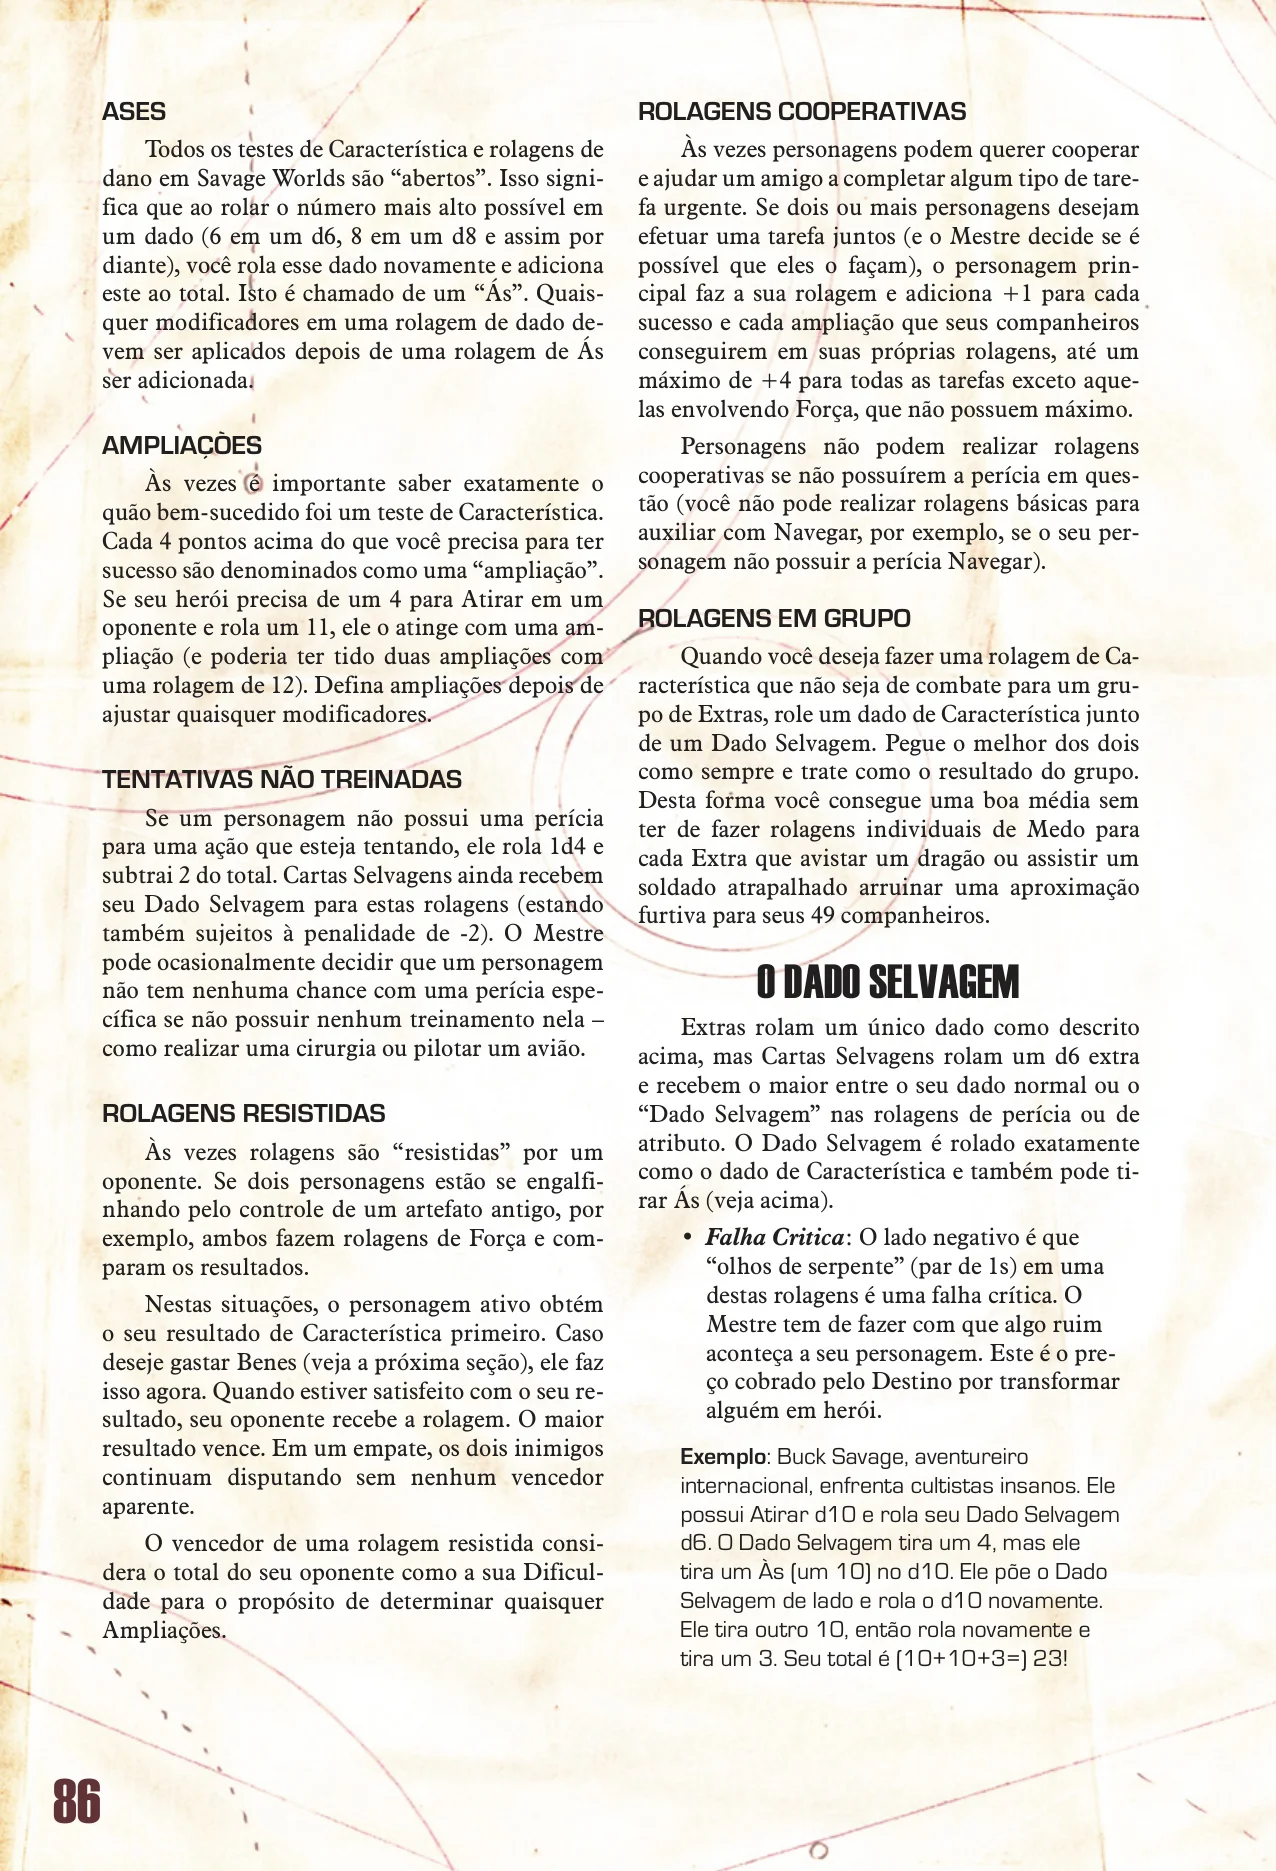 ASES
Todos os testes de Característica e rolagens de
dano em Savage Worlds são “abertos”. Isso signi-
fica que ao rolar o número mais alto possível em
um dado (6 em um d6, 8 em um d8 e assim por
diante), você rola esse dado novamente e adiciona
este ao total. Isto é chamado de um “Ás”. Quais-
quer modificadores em uma rolagem de dado de-
vem ser aplicados depois de uma rolagem de Ás
ser adicionada.
AMPLIAÇÒES
Às vezes é importante saber exatamente o
quão bem-sucedido foi um teste de Característica.
Cada 4 pontos acima do que você precisa para ter
sucesso são denominados como uma “ampliação”.
Se seu herói precisa de um 4 para Atirar em um
oponente e rola um 11, ele o atinge com uma am-
pliação (e poderia ter tido duas ampliações com
uma rolagem de 12). Defina ampliações depois de
ajustar quaisquer modificadores.
TENTATIVAS NÃO TREINADAS
Se um personagem não possui uma perícia
para uma ação que esteja tentando, ele rola 1d4 e
subtrai 2 do total. Cartas Selvagens ainda recebem
seu Dado Selvagem para estas rolagens (estando
também sujeitos à penalidade de -2). O Mestre
pode ocasionalmente decidir que um personagem
não tem nenhuma chance com uma perícia espe-
cífica se não possuir nenhum treinamento nela –
como realizar uma cirurgia ou pilotar um avião.
ROLAGENS RESISTIDAS
Às vezes rolagens são “resistidas” por um
oponente. Se dois personagens estão se engalfi-
nhando pelo controle de um artefato antigo, por
exemplo, ambos fazem rolagens de Força e com-
param os resultados.
Nestas situações, o personagem ativo obtém
o seu resultado de Característica primeiro. Caso
deseje gastar Benes (veja a próxima seção), ele faz
isso agora. Quando estiver satisfeito com o seu re-
sultado, seu oponente recebe a rolagem. O maior
resultado vence. Em um empate, os dois inimigos
continuam disputando sem nenhum vencedor
aparente.
O vencedor de uma rolagem resistida consi-
dera o total do seu oponente como a sua Dificul-
dade para o propósito de determinar quaisquer
Ampliações.
ROLAGENS COOPERATIVAS
Às vezes personagens podem querer cooperar
e ajudar um amigo a completar algum tipo de tare-
fa urgente. Se dois ou mais personagens desejam
efetuar uma tarefa juntos (e o Mestre decide se é
possível que eles o façam), o personagem prin-
cipal faz a sua rolagem e adiciona +1 para cada
sucesso e cada ampliação que seus companheiros
conseguirem em suas próprias rolagens, até um
máximo de +4 para todas as tarefas exceto aque-
las envolvendo Força, que não possuem máximo.
Personagens não podem realizar rolagens
cooperativas se não possuírem a perícia em ques-
tão (você não pode realizar rolagens básicas para
auxiliar com Navegar, por exemplo, se o seu per-
sonagem não possuir a perícia Navegar).
ROLAGENS EM GRUPO
Quando você deseja fazer uma rolagem de Ca-
racterística que não seja de combate para um gru-
po de Extras, role um dado de Característica junto
de um Dado Selvagem. Pegue o melhor dos dois
como sempre e trate como o resultado do grupo.
Desta forma você consegue uma boa média sem
ter de fazer rolagens individuais de Medo para
cada Extra que avistar um dragão ou assistir um
soldado atrapalhado arruinar uma aproximação
furtiva para seus 49 companheiros.
O DADO SELVAGEM
Extras rolam um único dado como descrito
acima, mas Cartas Selvagens rolam um d6 extra
e recebem o maior entre o seu dado normal ou o
“Dado Selvagem” nas rolagens de perícia ou de
atributo. O Dado Selvagem é rolado exatamente
como o dado de Característica e também pode ti-
rar Ás (veja acima).
• Falha Critica: O lado negativo é que
“olhos de serpente” (par de 1s) em uma
destas rolagens é uma falha crítica. O
Mestre tem de fazer com que algo ruim
aconteça a seu personagem. Este é o pre-
ço cobrado pelo Destino por transformar
alguém em herói.
Exemplo: Buck Savage, aventureiro
internacional, enfrenta cultistas insanos. Ele
possui Atirar d10 e rola seu Dado Selvagem
d6. O Dado Selvagem tira um 4, mas ele
tira um Às (um 10) no d10. Ele põe o Dado
Selvagem de lado e rola o d10 novamente.
Ele tira outro 10, então rola novamente e
tira um 3. Seu total é (10+10+3=) 23!
86